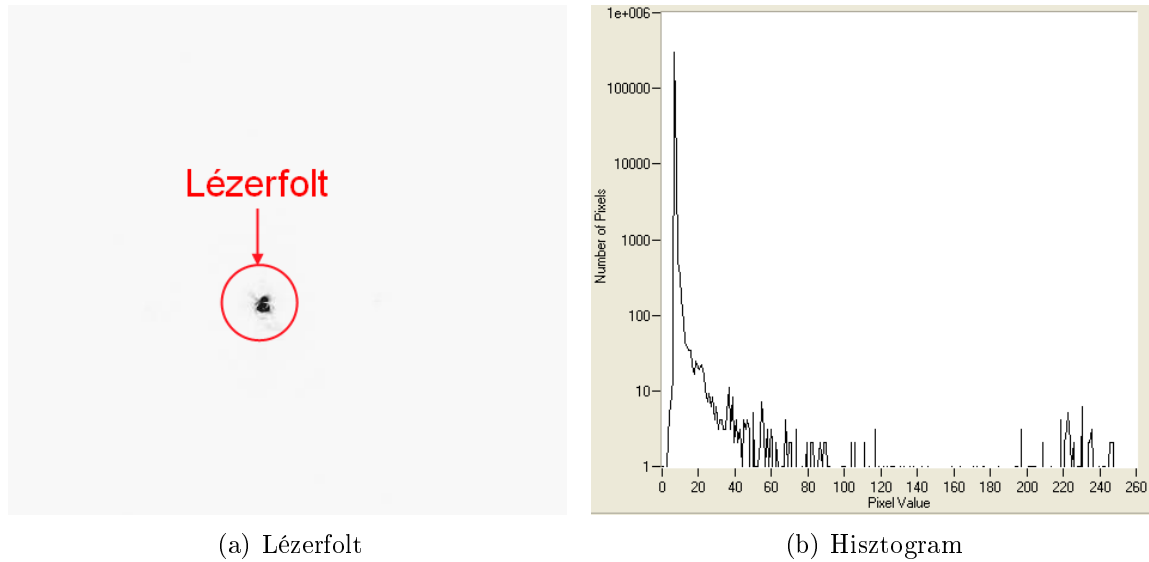 Lézerfolt
1e+006
100000
10000
1000
100
10
1
Number of Pixels
0 20 40 60 80 100 120 140 160 180 200 220 240 260
Pixel Value
(a) Lézerfolt
(b) Hisztogram